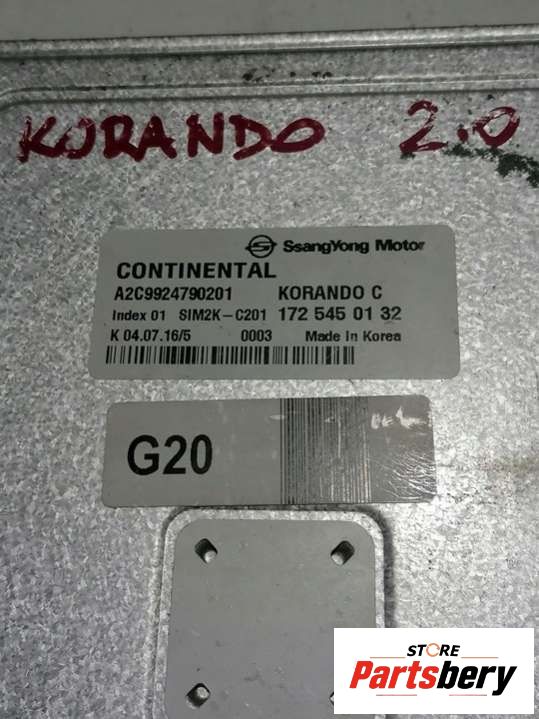 KORANDO 2.0
SsangYong Motor
CONTINENTAL
A2C9924790201 KORANDO C
Index 01 SIM2K-C201 172 545 01 32
K 04.07.16/5 0003 Made in Korea
G20
STORE
Partsbery